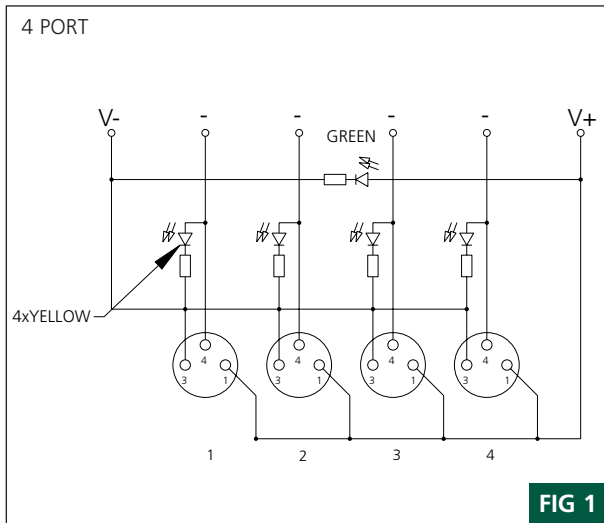 4 PORT
V- - - - - V+
GREEN
4xYELLOW
4 4 4 4
3 1 3 1 3 1 3 1
1 2 3 4
FIG 1